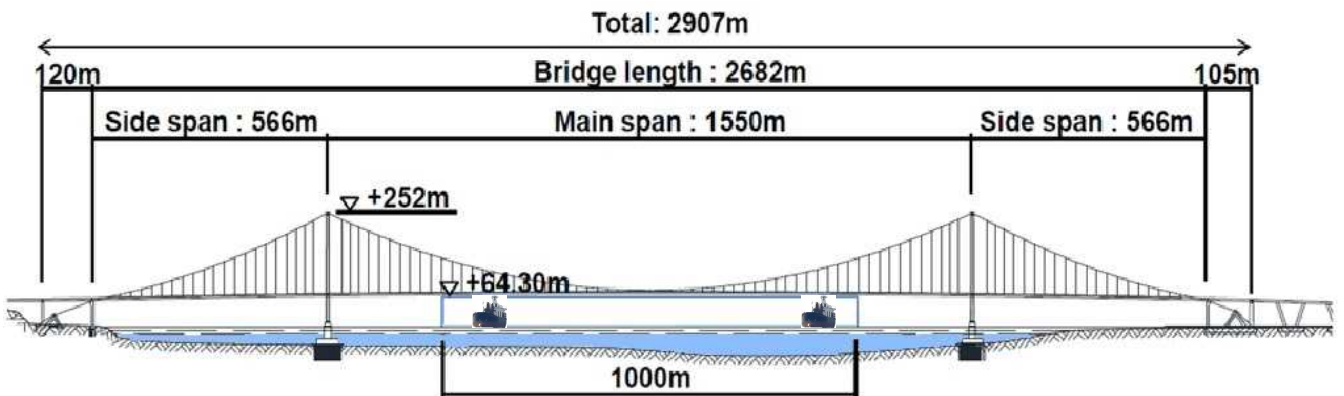 Total: 2907m
120m
Bridge length : 2682m
105m
Side span : 566m
Main span : 1550m
Side span : 566m
+252m
+64.30m
1000m